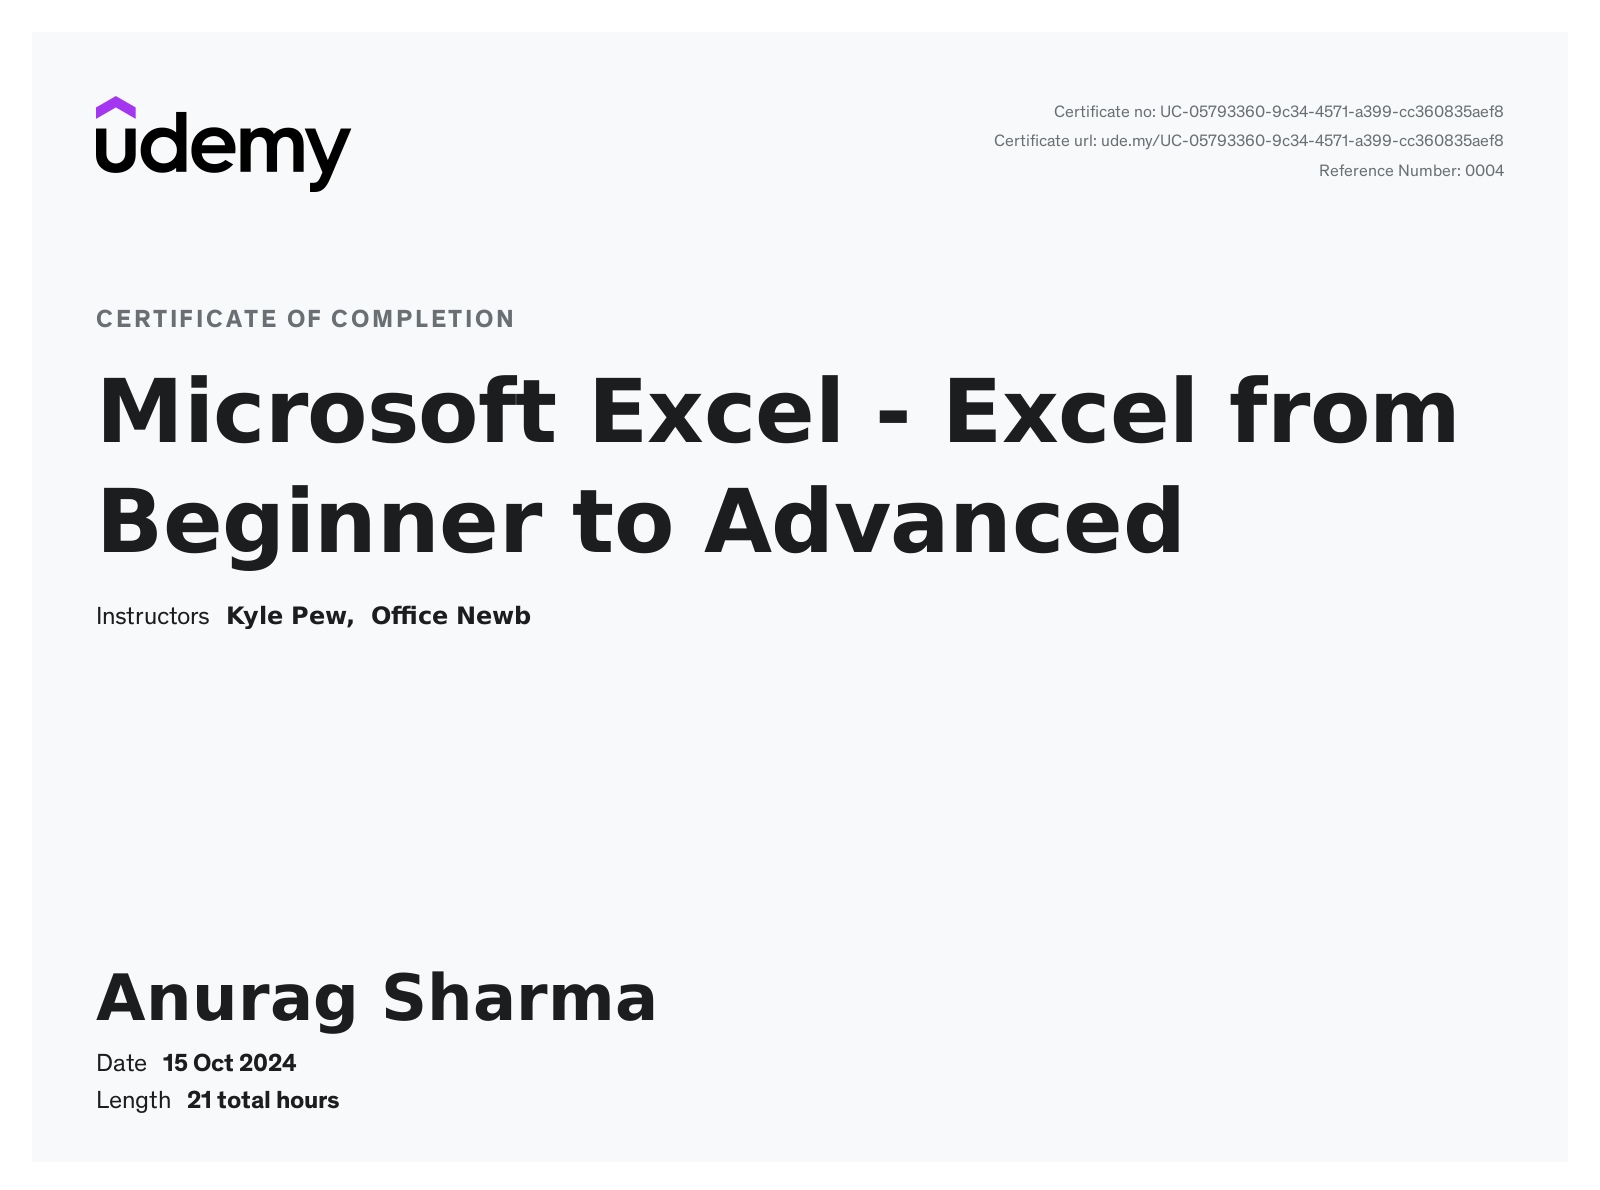 udemy
Certificate no: UC-05793360-9c34-4571-a399-cc360835aef8
Certificate url: ude.my/UC-05793360-9c34-4571-a399-cc360835aef8
Reference Number: 0004
CERTIFICATE OF COMPLETION
Microsoft Excel - Excel from
Beginner to Advanced
Instructors Kyle Pew, Office Newb
Anurag Sharma
Date 15 Oct 2024
Length 21 total hours